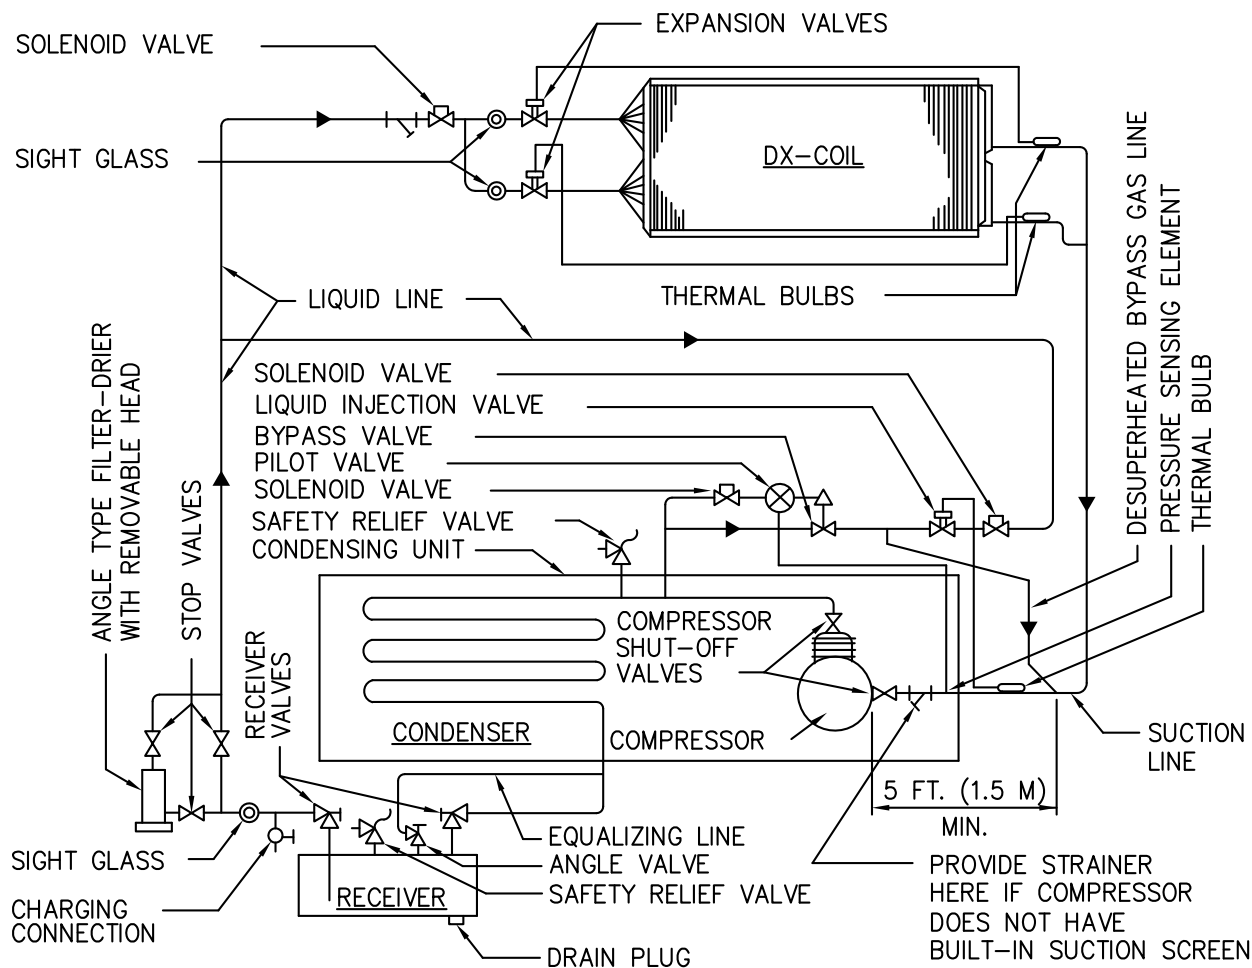 EXPANSION VALVES
SOLENOID VALVE
SIGHT GLASS
DX-COIL
THERMAL BULBS
LIQUID LINE
DESUPERHEATED BYPASS GAS LINE
PRESSURE SENSING ELEMENT
THERMAL BULB
ANGLE TYPE FILTER-DRIER
WITH REMOVABLE HEAD
STOP VALVES
SOLENOID VALVE
LIQUID INJECTION VALVE
BYPASS VALVE
PILOT VALVE
SOLENOID VALVE
SAFETY RELIEF VALVE
CONDENSING UNIT
RECEIVER
VALVES
COMPRESSOR
SHUT-OFF
VALVES
CONDENSER
COMPRESSOR
SUCTION
LINE
5 FT. (1.5 M)
MIN.
EQUALIZING LINE
ANGLE VALVE
SAFETY RELIEF VALVE
SIGHT GLASS
CHARGING
CONNECTION
RECEIVER
DRAIN PLUG
PROVIDE STRAINER
HERE IF COMPRESSOR
DOES NOT HAVE
BUILT-IN SUCTION SCREEN